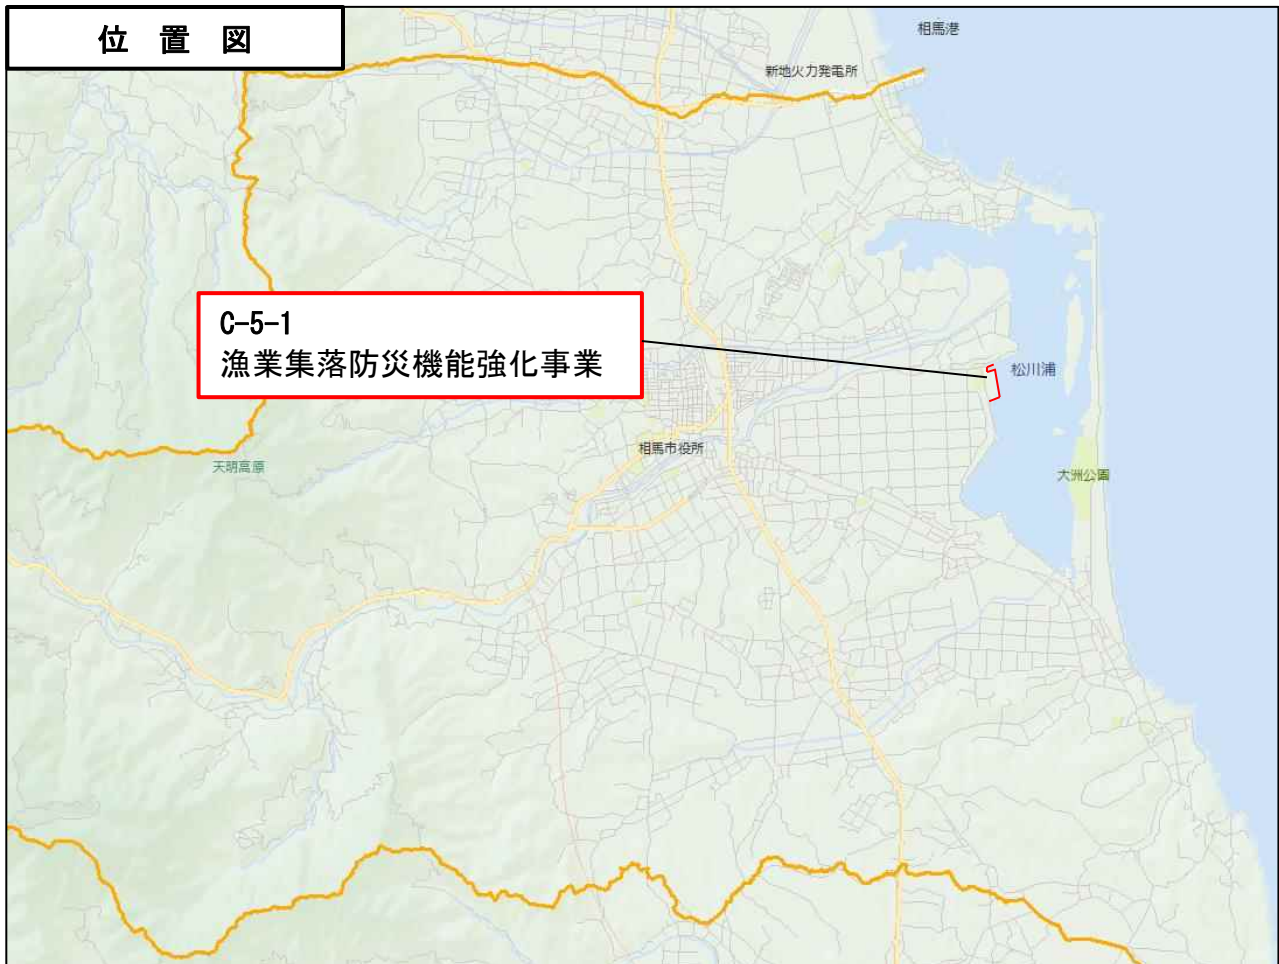 位 置 図
相馬港
新地火力発電所
C-5-1
漁業集落防災機能強化事業
松川浦
相馬市役所
天明高原
大洲公園